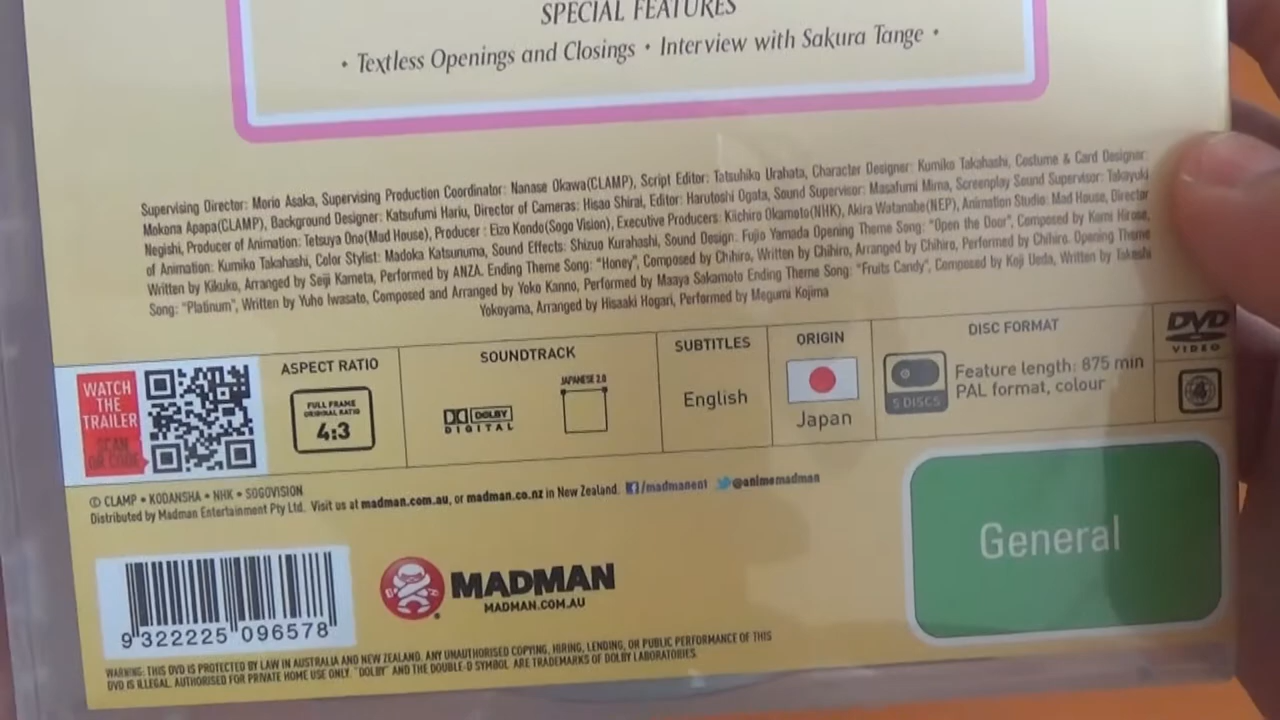 SPECIAL FEATURES
• Textless Openings and Closings • Interview with Sakura Tange •
Supervising Director: Morio Asaka, Supervising Production Coordinator: Nanase Okawa(CLAMP), Script Editor: Tatsuhiko Urahata, Character Designer: Kumiko Takahashi, Costume & Card Designer:
Mokona Apapa(CLAMP), Background Designer: Katsufumi Hariu, Director of Cameras: Hisao Shirai, Editor: Harutoshi Ogata, Sound Supervisor: Masafumi Mima, Screenplay Sound Supervisor: Takayuki
Negishi, Producer of Animation: Tetsuya Ono(Mad House), Producer : Eizo Kondo(Sogo Vision), Executive Producers: Kiichiro Okamoto(NHK), Akira Watanabe(NEP), Animation Studio: Mad House, Director
of Animation: Kumiko Takahashi, Color Stylist: Madoka Katsunuma, Sound Effects: Shizuo Kurahashi, Sound Design. Fujio Yamada Opening Theme Song: "Open the Door", Composed by Komi Hirose,
Written by Kikuko, Arranged by Seiji Kameta, Performed by ANZA. Ending Theme Song: "Honey", Composed by Chihiro, Written by Chihiro, Arranged by Chihiro, Performed by Chihiro. Opening Theme
Song: "Platinum", Written by Yuho Iwasato, Composed and Arranged by Yoko Kanno, Performed by Maaya Sakamoto Ending Theme Song: "Fruits Candy", Composed by Koji Ueda, Written by Takeshi
Yokoyama, Arranged by Hisaaki Hogari, Performed by Megumi Kojima
WATCH
THE
TRAILER
SCAN
QR CODE
ASPECT RATIO
FULL FRAME
ORIGINAL RATIO
4:3
SOUNDTRACK
DOLBY
DIGITAL
JAPANESE 2.0
SUBTITLES
English
ORIGIN
Japan
DISC FORMAT
5 DISCS
Feature length: 875 min
PAL format, colour
DVD
VIDEO
4
© CLAMP • KODANSHA • NHK • SOGOVISION
Distributed by Madman Entertainment Pty Ltd. Visit us at madman.com.au, or madman.co.nz in New Zealand. f/madmanent @animemadman
9 322225 096578
MADMAN
MADMAN.COM.AU
General
WARNING: THIS DVD IS PROTECTED BY LAW IN AUSTRALIA AND NEW ZEALAND. ANY UNAUTHORISED COPYING, HIRING, LENDING, OR PUBLIC PERFORMANCE OF THIS
DVD IS ILLEGAL. AUTHORISED FOR PRIVATE HOME USE ONLY. "DOLBY" AND THE DOUBLE-D SYMBOL ARE TRADEMARKS OF DOLBY LABORATORIES.